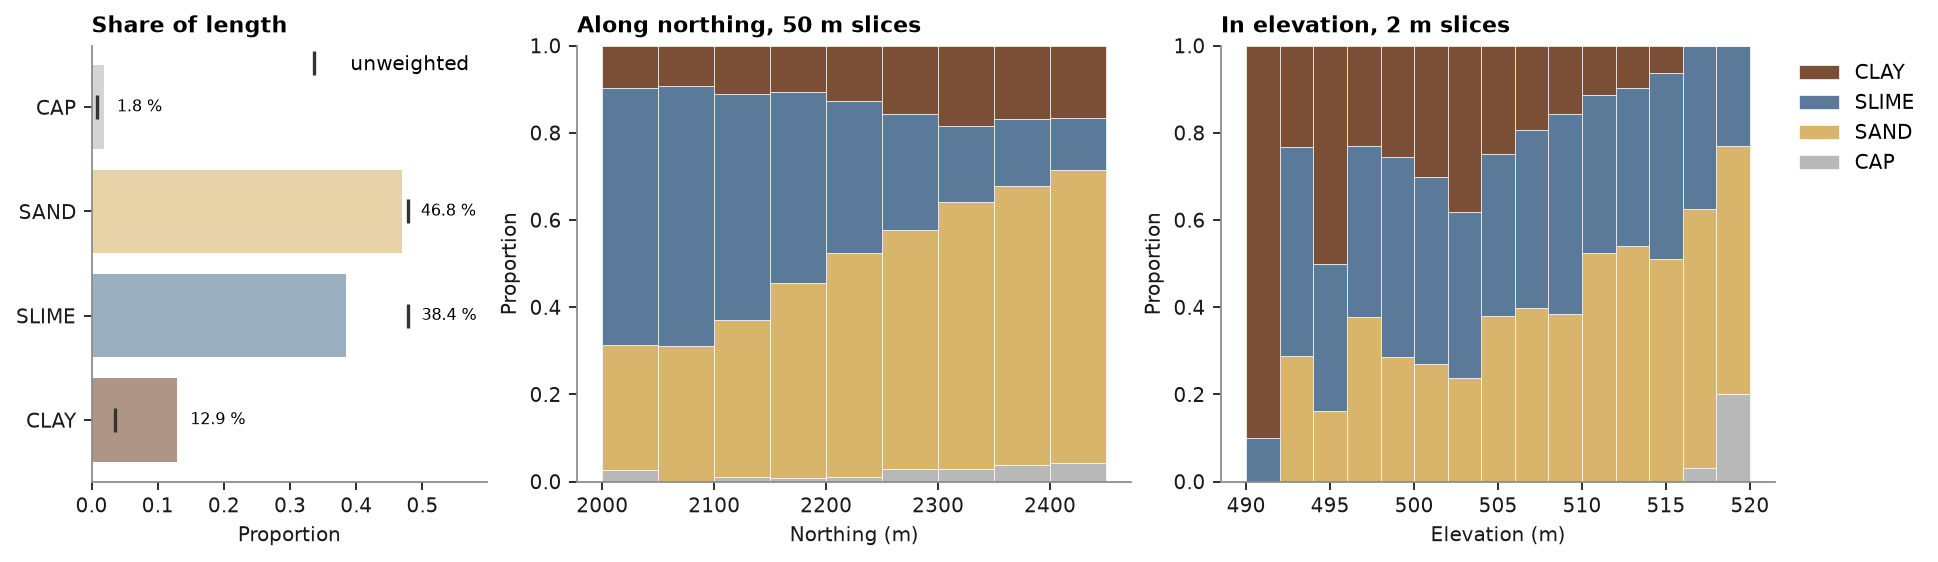 Share of length
unweighted
CAP
1.8 %
SAND
46.8 %
SLIME
38.4 %
CLAY
12.9 %
0.0 0.1 0.2 0.3 0.4 0.5
Proportion
Along northing, 50 m slices
Proportion
1.0
0.8
0.6
0.4
0.2
0.0
2000 2100 2200 2300 2400
Northing (m)
In elevation, 2 m slices
Proportion
1.0
0.8
0.6
0.4
0.2
0.0
490 495 500 505 510 515 520
Elevation (m)
CLAY
SLIME
SAND
CAP